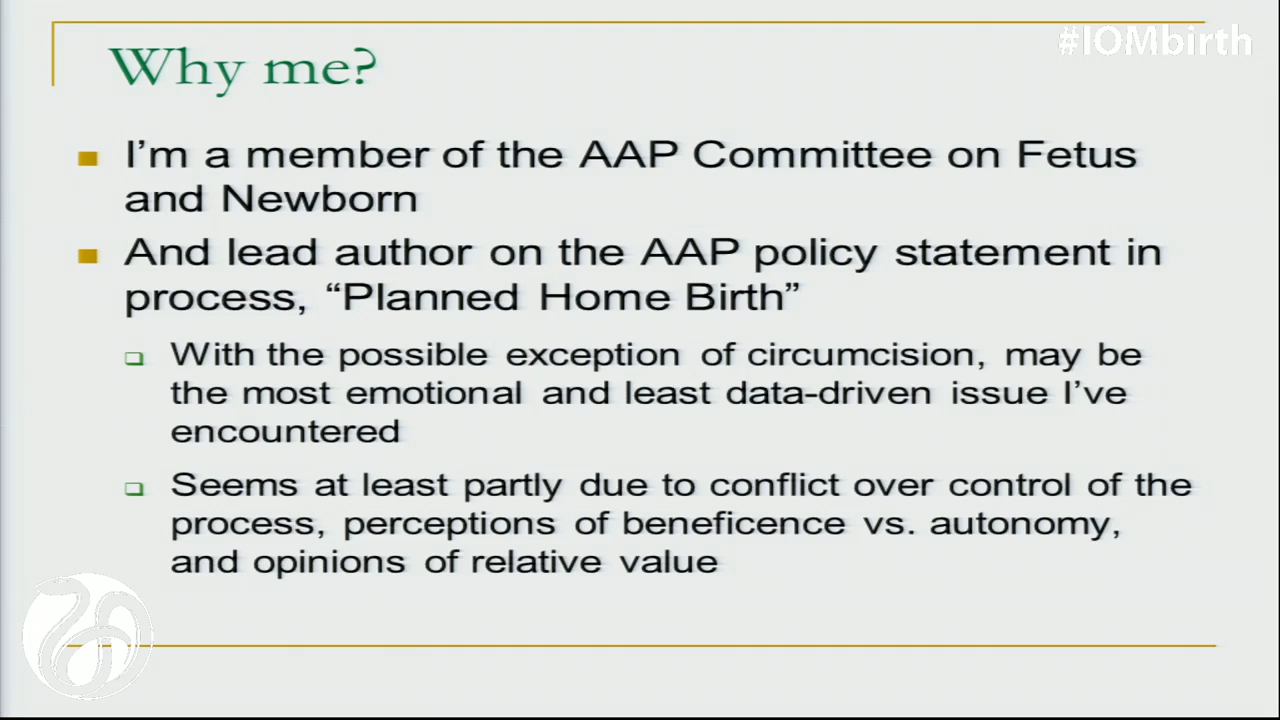 #IOMbirth
Why me?
I'm a member of the AAP Committee on Fetus
and Newborn
And lead author on the AAP policy statement in
process, “Planned Home Birth”
With the possible exception of circumcision, may be
the most emotional and least data-driven issue I've
encountered
Seems at least partly due to conflict over control of the
process, perceptions of beneficence vs. autonomy,
and opinions of relative value